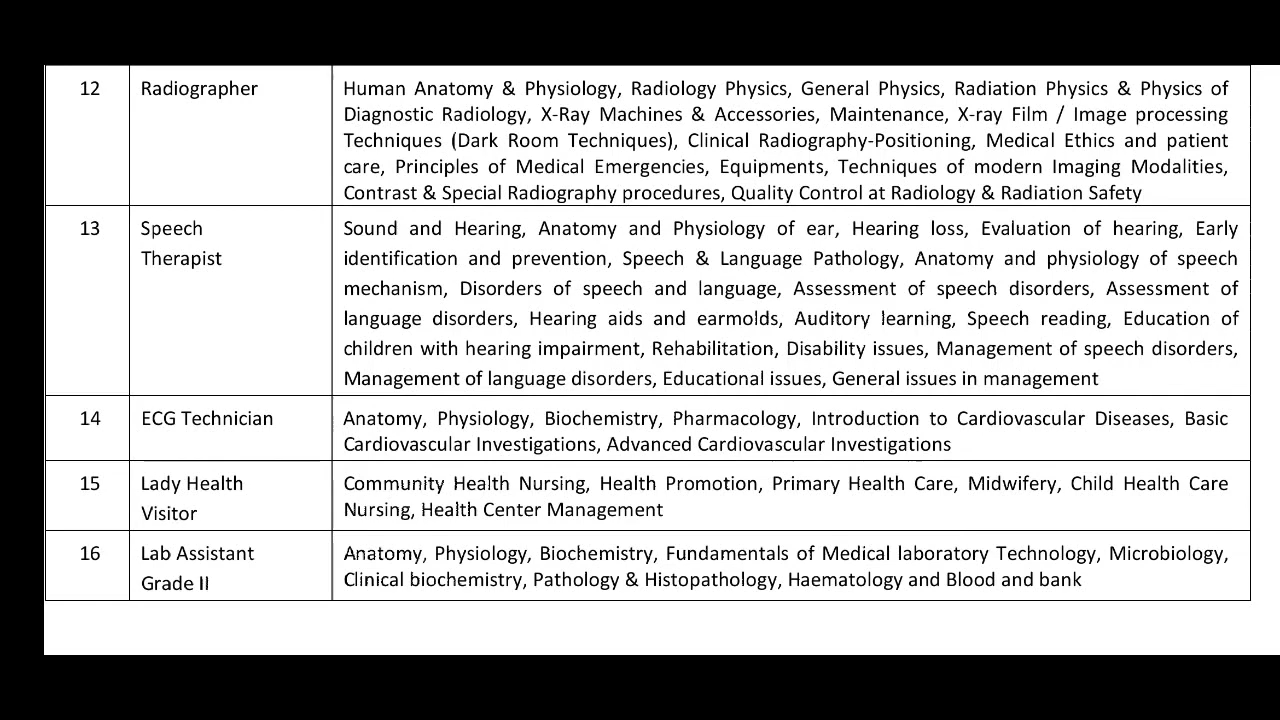 12 Radiographer Human Anatomy & Physiology, Radiology Physics, General Physics, Radiation Physics & Physics of
Diagnostic Radiology, X-Ray Machines & Accessories, Maintenance, X-ray Film / Image processing
Techniques (Dark Room Techniques), Clinical Radiography-Positioning, Medical Ethics and patient
care, Principles of Medical Emergencies, Equipments, Techniques of modern Imaging Modalities,
Contrast & Special Radiography procedures, Quality Control at Radiology & Radiation Safety
13 Speech Sound and Hearing, Anatomy and Physiology of ear, Hearing loss, Evaluation of hearing, Early
Therapist identification and prevention, Speech & Language Pathology, Anatomy and physiology of speech
mechanism, Disorders of speech and language, Assessment of speech disorders, Assessment of
language disorders, Hearing aids and earmolds, Auditory learning, Speech reading, Education of
children with hearing impairment, Rehabilitation, Disability issues, Management of speech disorders,
Management of language disorders, Educational issues, General issues in management
14 ECG Technician Anatomy, Physiology, Biochemistry, Pharmacology, Introduction to Cardiovascular Diseases, Basic
Cardiovascular Investigations, Advanced Cardiovascular Investigations
15 Lady Health Community Health Nursing, Health Promotion, Primary Health Care, Midwifery, Child Health Care
Visitor Nursing, Health Center Management
16 Lab Assistant Anatomy, Physiology, Biochemistry, Fundamentals of Medical laboratory Technology, Microbiology,
Grade II Clinical biochemistry, Pathology & Histopathology, Haematology and Blood and bank